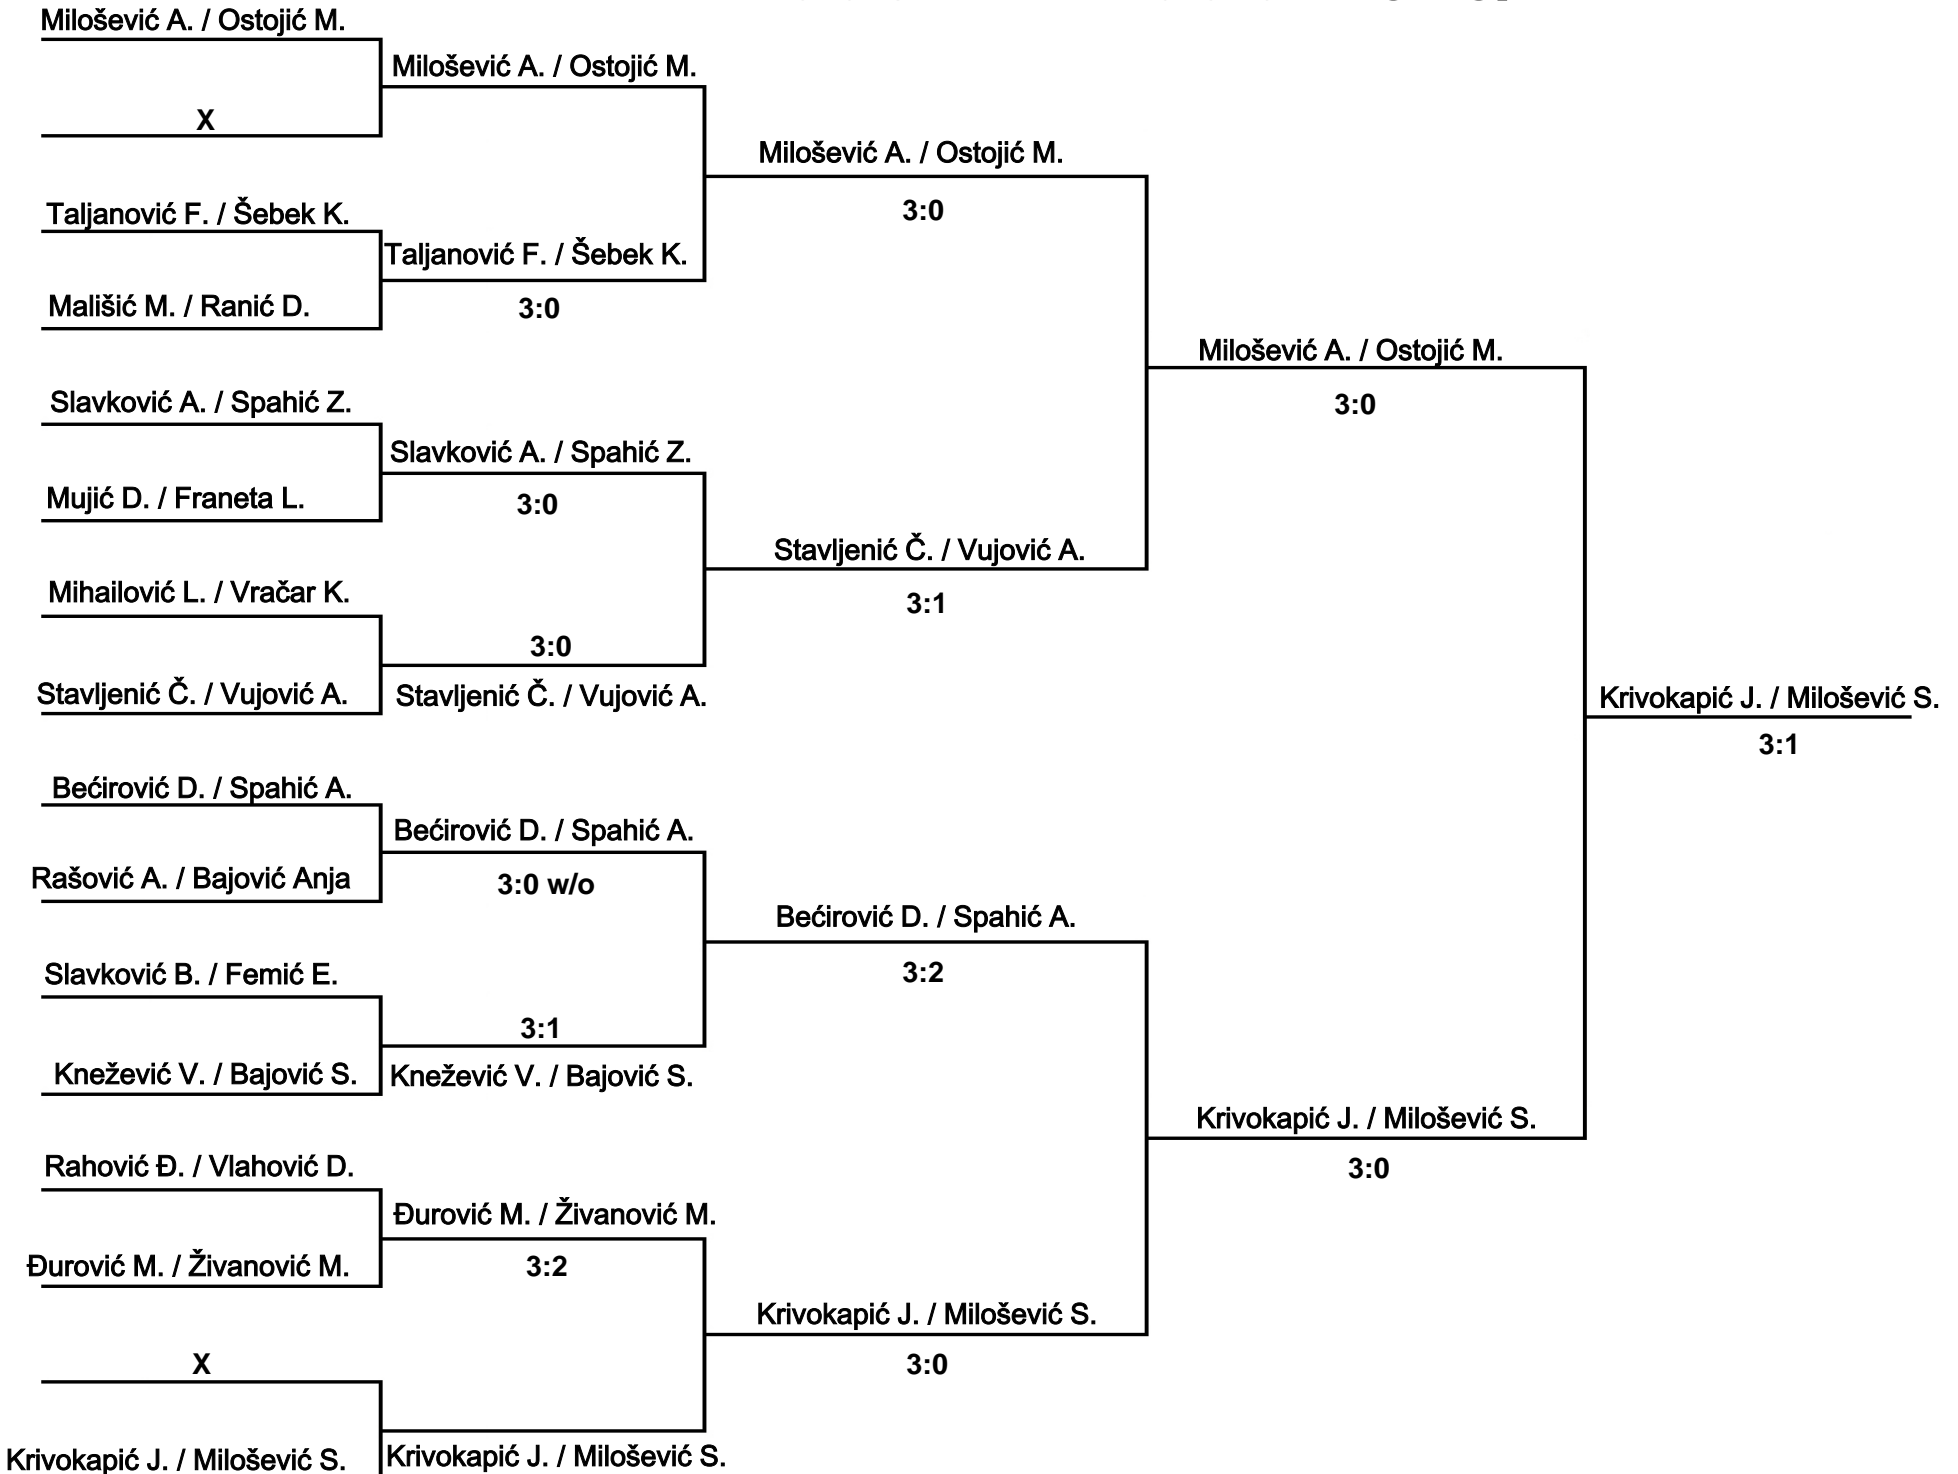 Milošević A. / Ostojić M.
Milošević A. / Ostojić M.
X
Milošević A. / Ostojić M.
3:0
Taljanović F. / Šebek K.
Taljanović F. / Šebek K.
3:0
Mališić M. / Ranić D.
Milošević A. / Ostojić M.
3:0
Slavković A. / Spahić Z.
Slavković A. / Spahić Z.
3:0
Mujić D. / Franeta L.
Stavljenić Č. / Vujović A.
3:1
Mihailović L. / Vračar K.
3:0
Stavljenić Č. / Vujović A.
Stavljenić Č. / Vujović A.
Krivokapić J. / Milošević S.
3:1
Bećirović D. / Spahić A.
Bećirović D. / Spahić A.
3:0 w/o
Rašović A. / Bajović Anja
Bećirović D. / Spahić A.
3:2
Slavković B. / Femić E.
3:1
Knežević V. / Bajović S.
Knežević V. / Bajović S.
Krivokapić J. / Milošević S.
3:0
Rahović Đ. / Vlahović D.
Đurović M. / Živanović M.
3:2
Đurović M. / Živanović M.
Krivokapić J. / Milošević S.
3:0
X
Krivokapić J. / Milošević S.
Krivokapić J. / Milošević S.